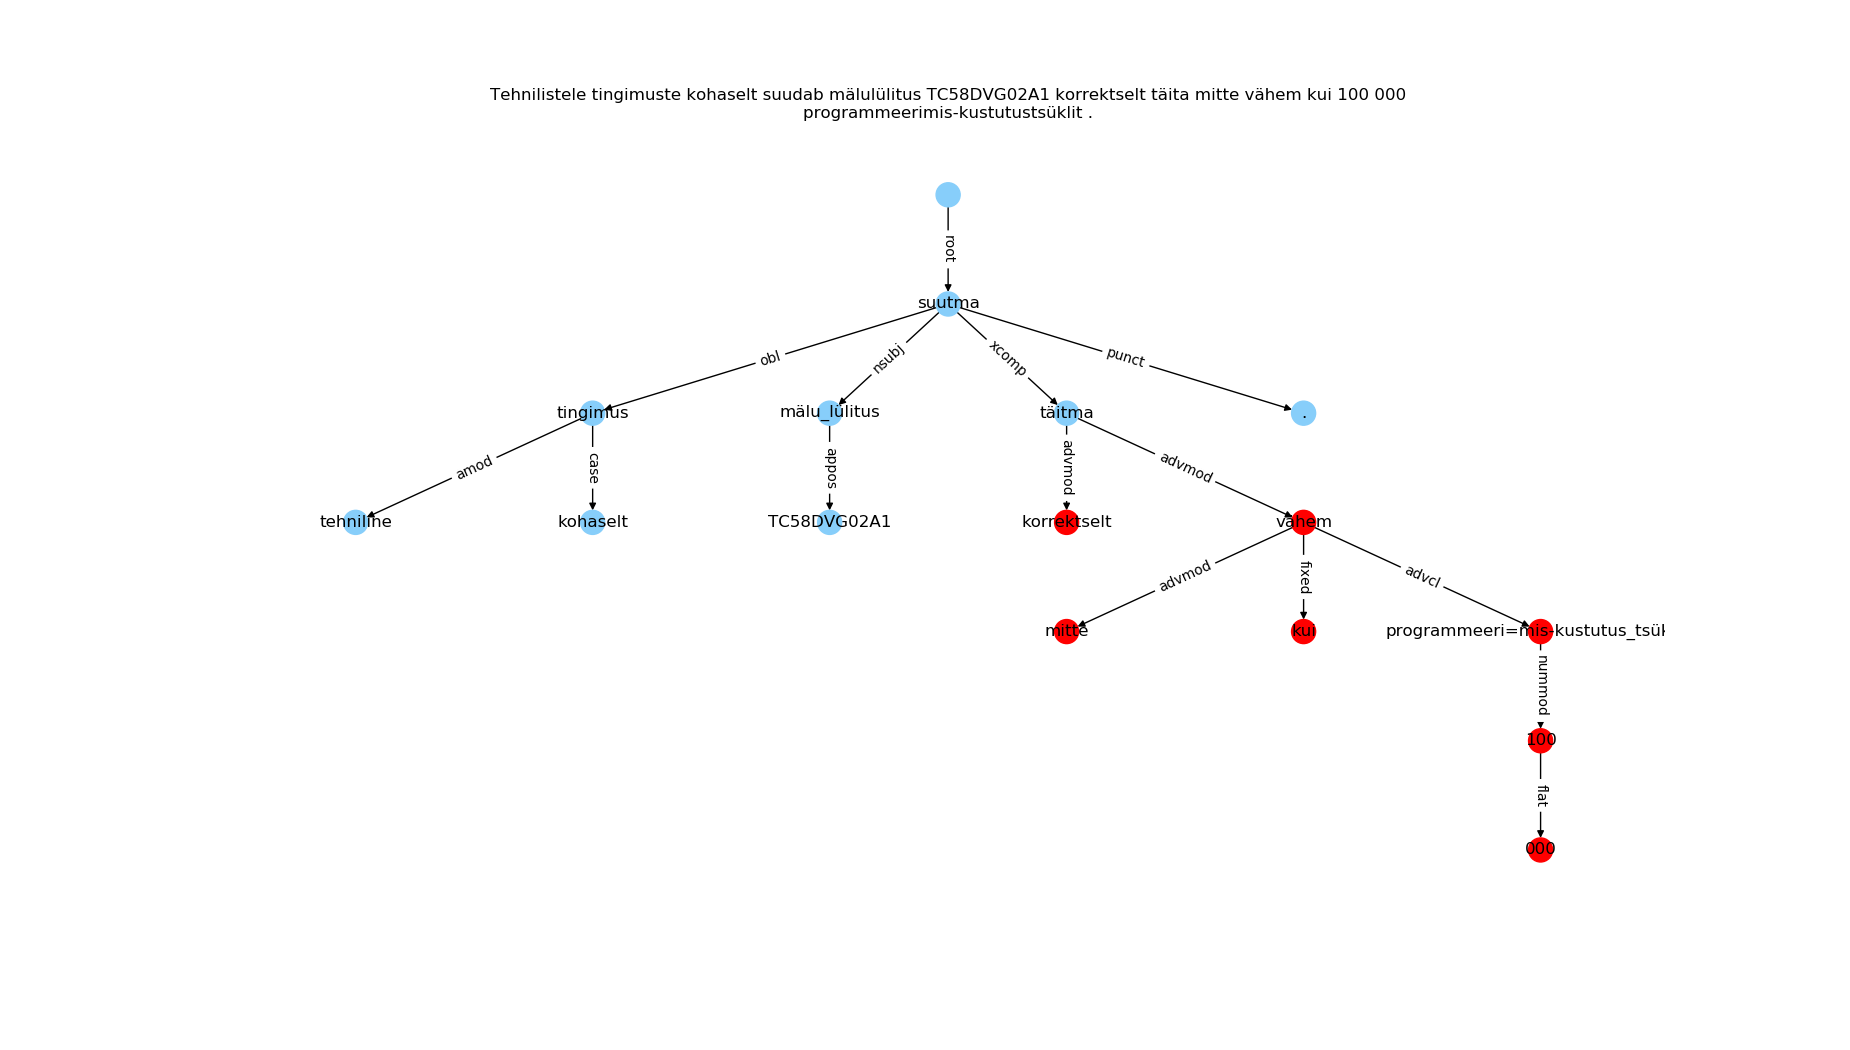 Tehnilistele tingimuste kohaselt suudab mälulülitus TC58DVG02A1 korrektselt täita mitte vähem kui 100 000
programmeerimis-kustutustsüklit .
root
suutma
obl
nsubj
xcomp
punct
tingimus
mälu_lülitus
täitma
.
amod
case
appos
advmod
advmod
tehniline
kohaselt
TC58DVG02A1
korrektselt
vähem
advmod
fixed
advcl
mitte
kui
programmeeri=mis-kustutus_tsük
nummod
100
flat
000